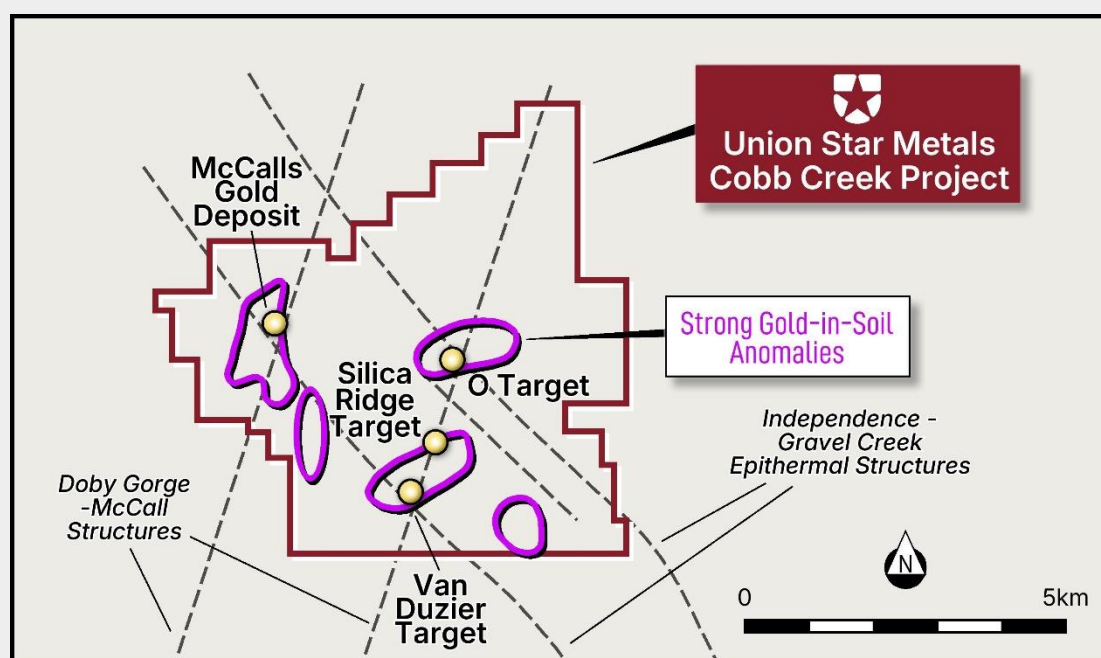 Union Star Metals
Cobb Creek Project
McCalls
Gold
Deposit
Strong Gold-in-Soil
Anomalies
Silica
Ridge
Target
O Target
Independence -
Gravel Creek
Epithermal Structures
Doby Gorge
-McCall
Structures
Van
Duzier
Target
N
0 5km